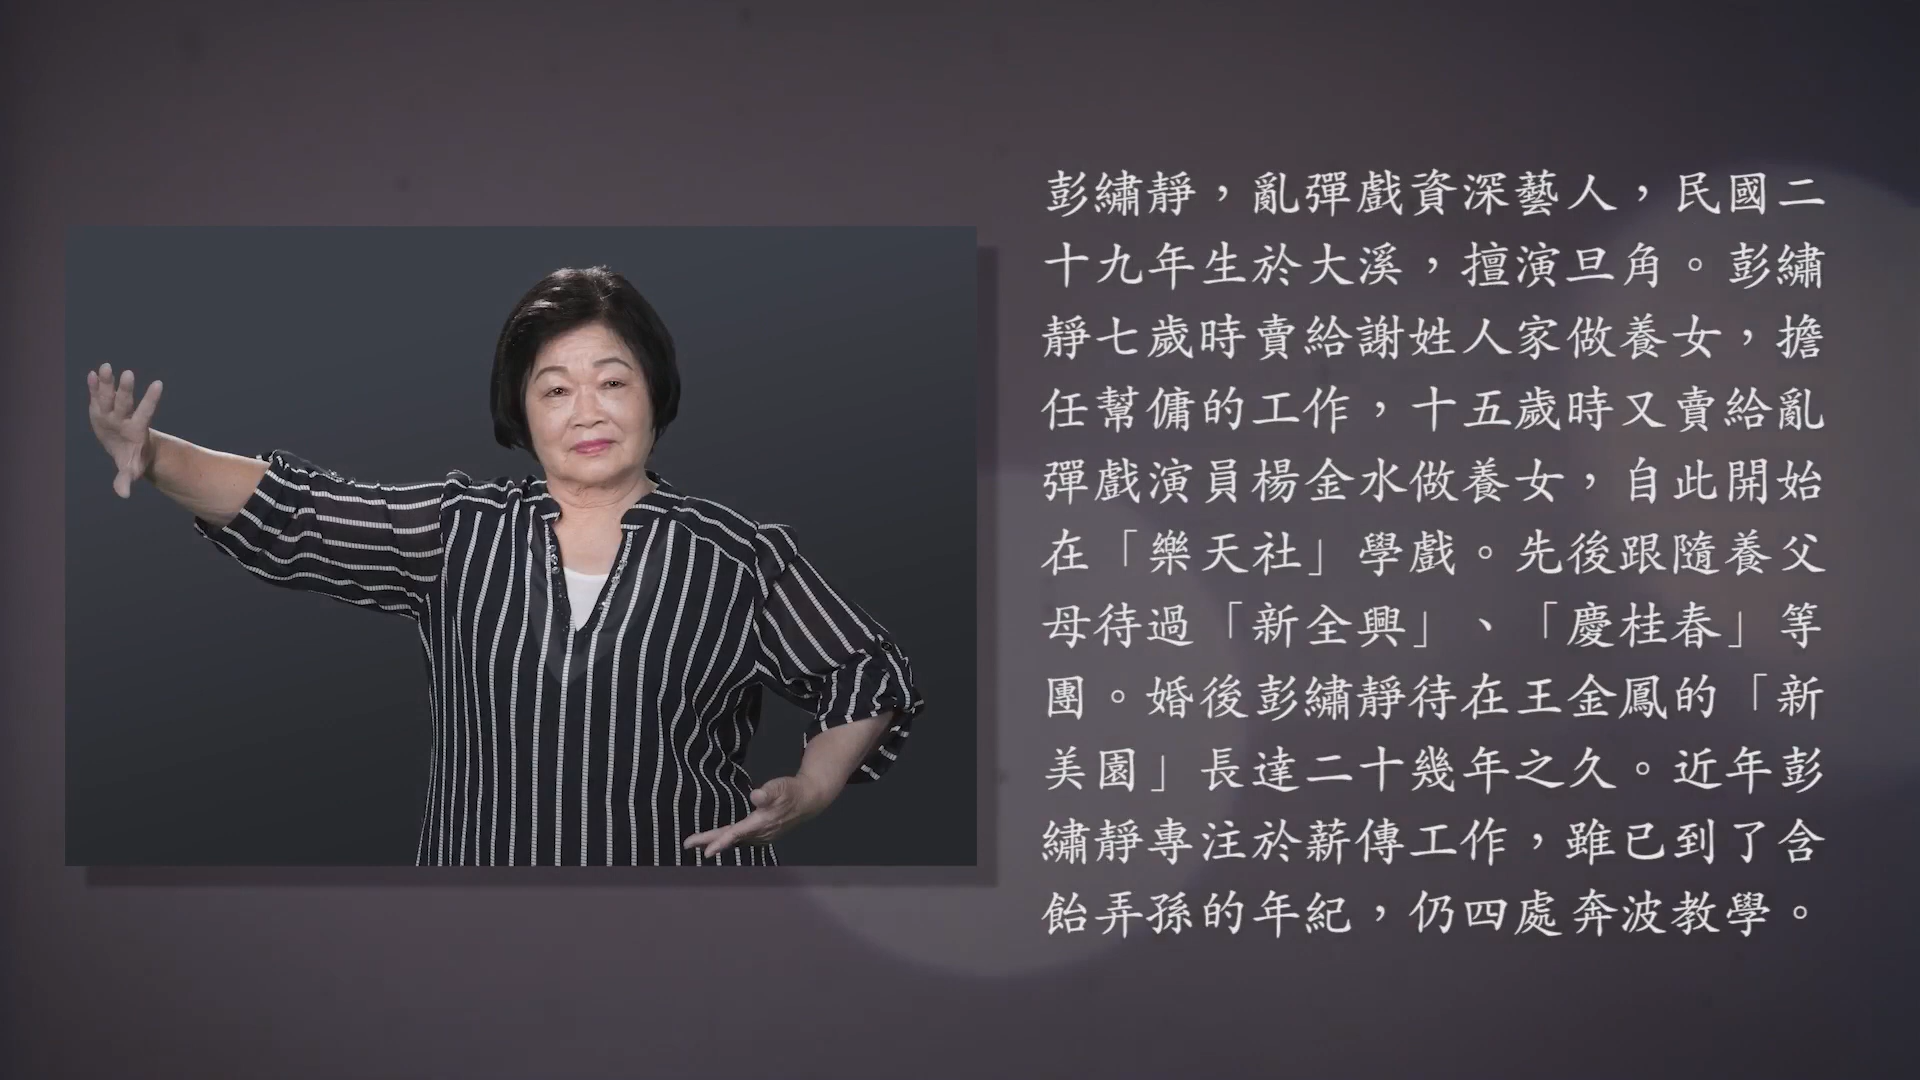 彭繡靜，亂彈戲資深藝人，民國二
十九年生於大溪，擅演旦角。彭繡
靜七歲時賣給謝姓人家做養女，擔
任幫傭的工作，十五歲時又賣給亂
彈戲演員楊金水做養女，自此開始
在「樂天社」學戲。先後跟隨養父
母待過「新全興」、「慶桂春」等
團。婚後彭繡靜待在王金鳳的「新
美園」長達二十幾年之久。近年彭
繡靜專注於薪傳工作，雖已到了含
飴弄孫的年紀，仍四處奔波教學。